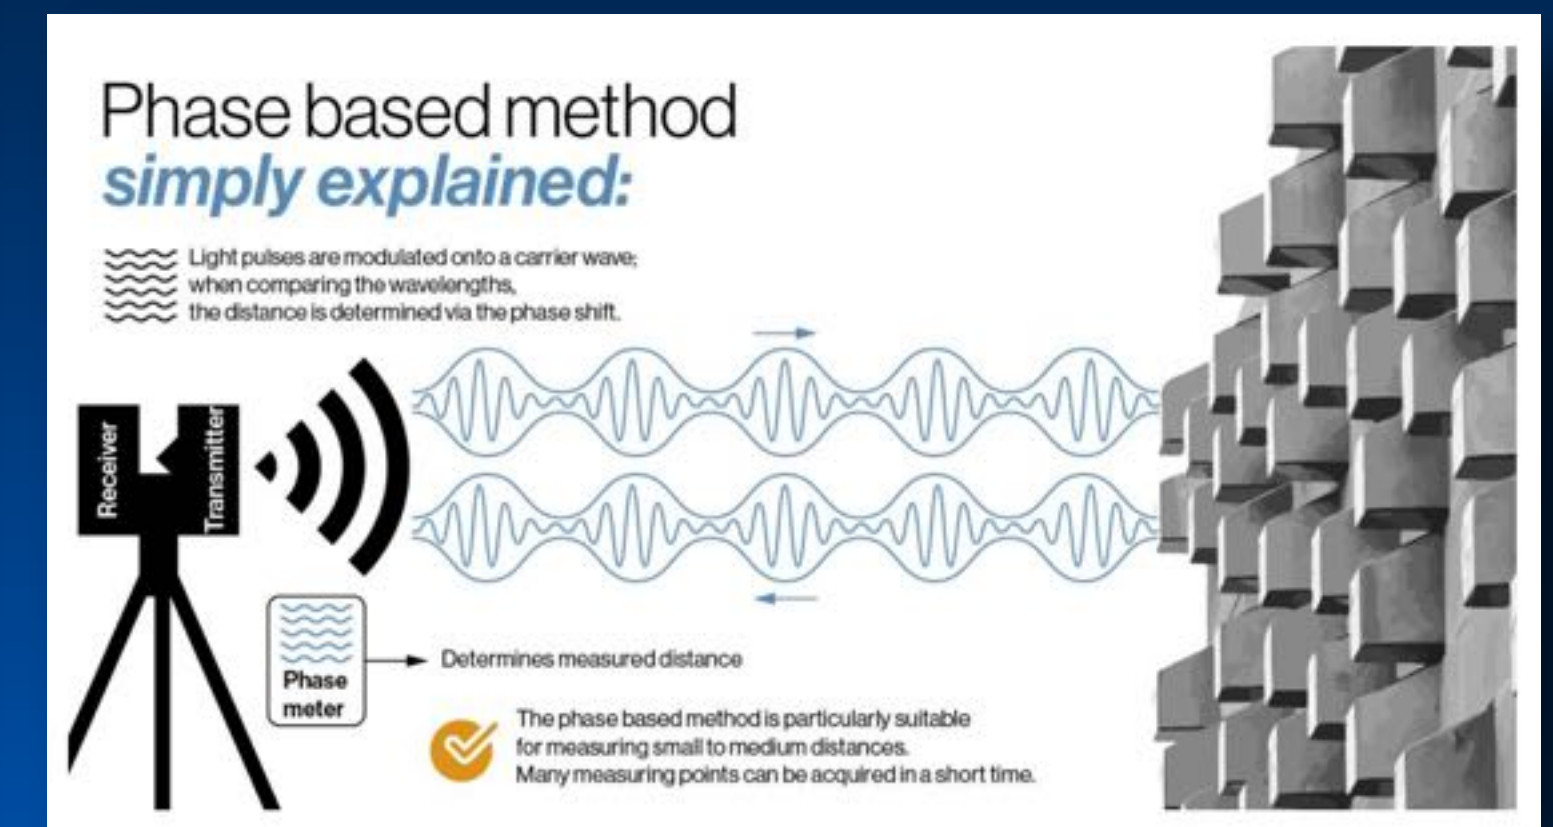 Phase based method
simply explained:
Light pulses are modulated onto a carrier wave;
when comparing the wavelengths,
the distance is determined via the phase shift.
Receiver
Transmitter
Phase
meter
Determines measured distance
The phase based method is particularly suitable
for measuring small to medium distances.
Many measuring points can be acquired in a short time.